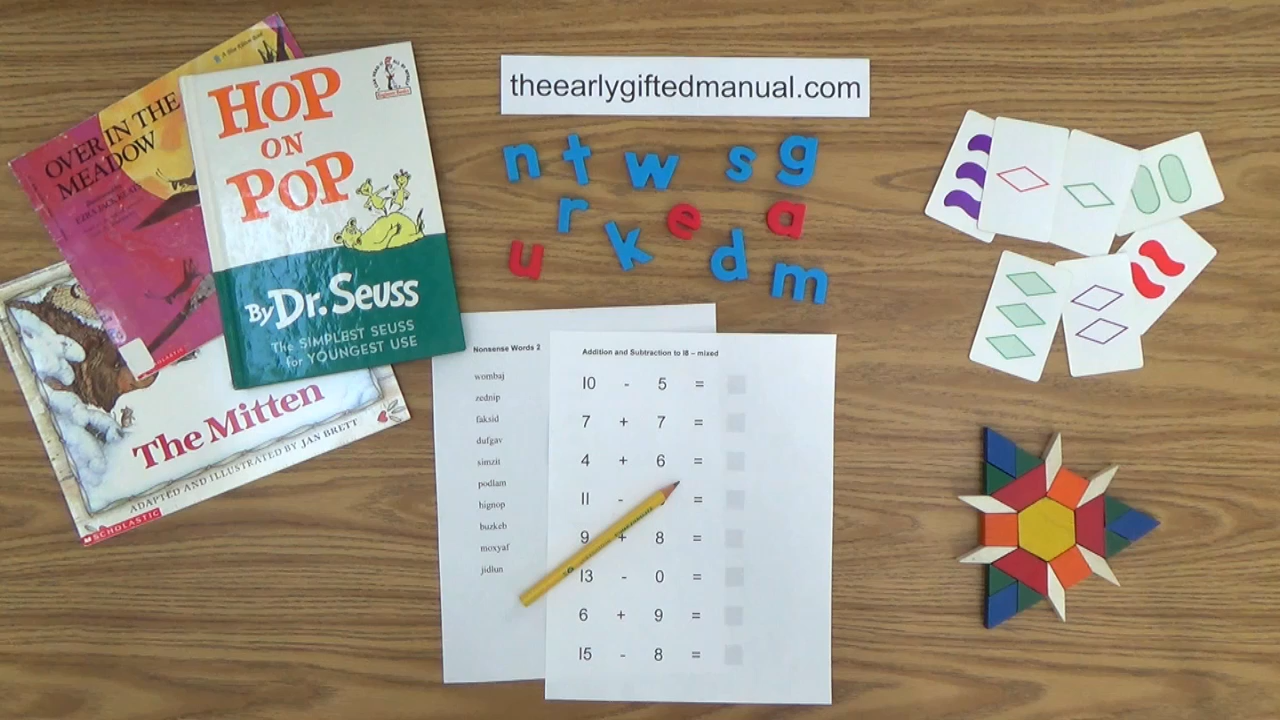 theearlygiftedmanual.com
OVER IN THE
MEADOW
HOP
ON
POP
By Dr. Seuss
The SIMPLEST SEUSS
for YOUNGEST USE
The Mitten
ADAPTED AND ILLUSTRATED BY JAN BRETT
SCHOLASTIC
n t w s g
r e a
u k d m
Nonsense Words 2
wombaj
zednip
faksid
dufgav
simzit
podlam
hignop
buzkeb
moxyaf
jidlun
Addition and Subtraction to 18 – mixed
10 - 5 =
7 + 7 =
4 + 6 =
11 - =
9 + 8 =
13 - 0 =
6 + 9 =
15 - 8 =